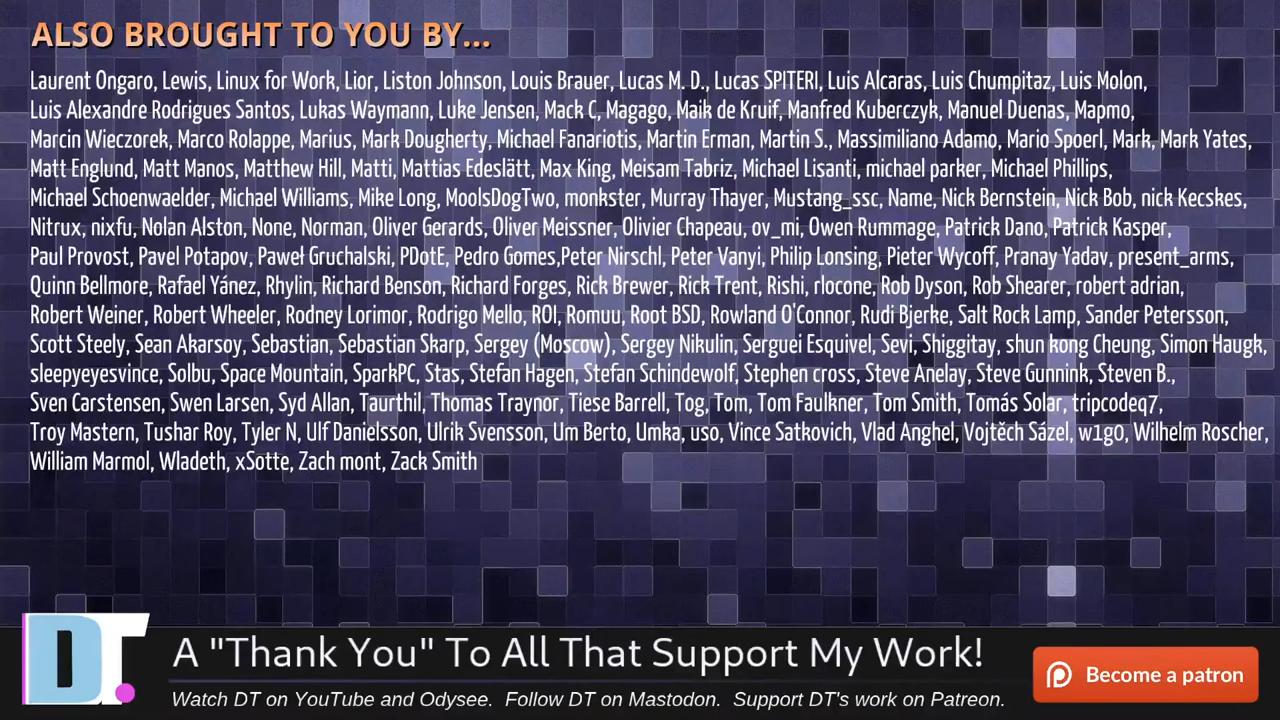 ALSO BROUGHT TO YOU BY...
Laurent Ongaro, Lewis, Linux for Work, Lior, Liston Johnson, Louis Brauer, Lucas M. D., Lucas SPITERI, Luis Alcaras, Luis Chumpitaz, Luis Molon,
Luis Alexandre Rodrigues Santos, Lukas Waymann, Luke Jensen, Mack C, Magago, Maik de Kruif, Manfred Kuberczyk, Manuel Duenas, Mapmo,
Marcin Wieczorek, Marco Rolappe, Marius, Mark Dougherty, Michael Fanariotis, Martin Erman, Martin S., Massimiliano Adamo, Mario Spoerl, Mark, Mark Yates,
Matt Englund, Matt Manos, Matthew Hill, Matti, Mattias Edeslätt, Max King, Meisam Tabriz, Michael Lisanti, michael parker, Michael Phillips,
Michael Schoenwaelder, Michael Williams, Mike Long, MoolsDogTwo, monkster, Murray Thayer, Mustang_ssc, Name, Nick Bernstein, Nick Bob, nick Kecskes,
Nitrux, nixfu, Nolan Alston, None, Norman, Oliver Gerards, Oliver Meissner, Olivier Chapeau, ov_mi, Owen Rummage, Patrick Dano, Patrick Kasper,
Paul Provost, Pavel Potapov, Paweł Gruchalski, PDotE, Pedro Gomes,Peter Nirschl, Peter Vanyi, Philip Lonsing, Pieter Wycoff, Pranay Yadav, present_arms,
Quinn Bellmore, Rafael Yánez, Rhylin, Richard Benson, Richard Forges, Rick Brewer, Rick Trent, Rishi, rlocone, Rob Dyson, Rob Shearer, robert adrian,
Robert Weiner, Robert Wheeler, Rodney Lorimor, Rodrigo Mello, ROI, Romuu, Root BSD, Rowland O'Connor, Rudi Bjerke, Salt Rock Lamp, Sander Petersson,
Scott Steely, Sean Akarsoy, Sebastian, Sebastian Skarp, Sergey (Moscow), Sergey Nikulin, Serguei Esquivel, Sevi, Shiggitay, shun kong Cheung, Simon Haugk,
sleepyeyesvince, Solbu, Space Mountain, SparkPC, Stas, Stefan Hagen, Stefan Schindewolf, Stephen cross, Steve Anelay, Steve Gunnink, Steven B.,
Sven Carstensen, Swen Larsen, Syd Allan, Taurthil, Thomas Traynor, Tiese Barrell, Tog, Tom, Tom Faulkner, Tom Smith, Tomás Solar, tripcodeq7,
Troy Mastern, Tushar Roy, Tyler N, Ulf Danielsson, Ulrik Svensson, Um Berto, Umka, uso, Vince Satkovich, Vlad Anghel, Vojtěch Sázel, w1g0, Wilhelm Roscher,
William Marmol, Wladeth, xSotte, Zach mont, Zack Smith
DT.
A "Thank You" To All That Support My Work!
Watch DT on YouTube and Odysee. Follow DT on Mastodon. Support DT's work on Patreon.
Become a patron